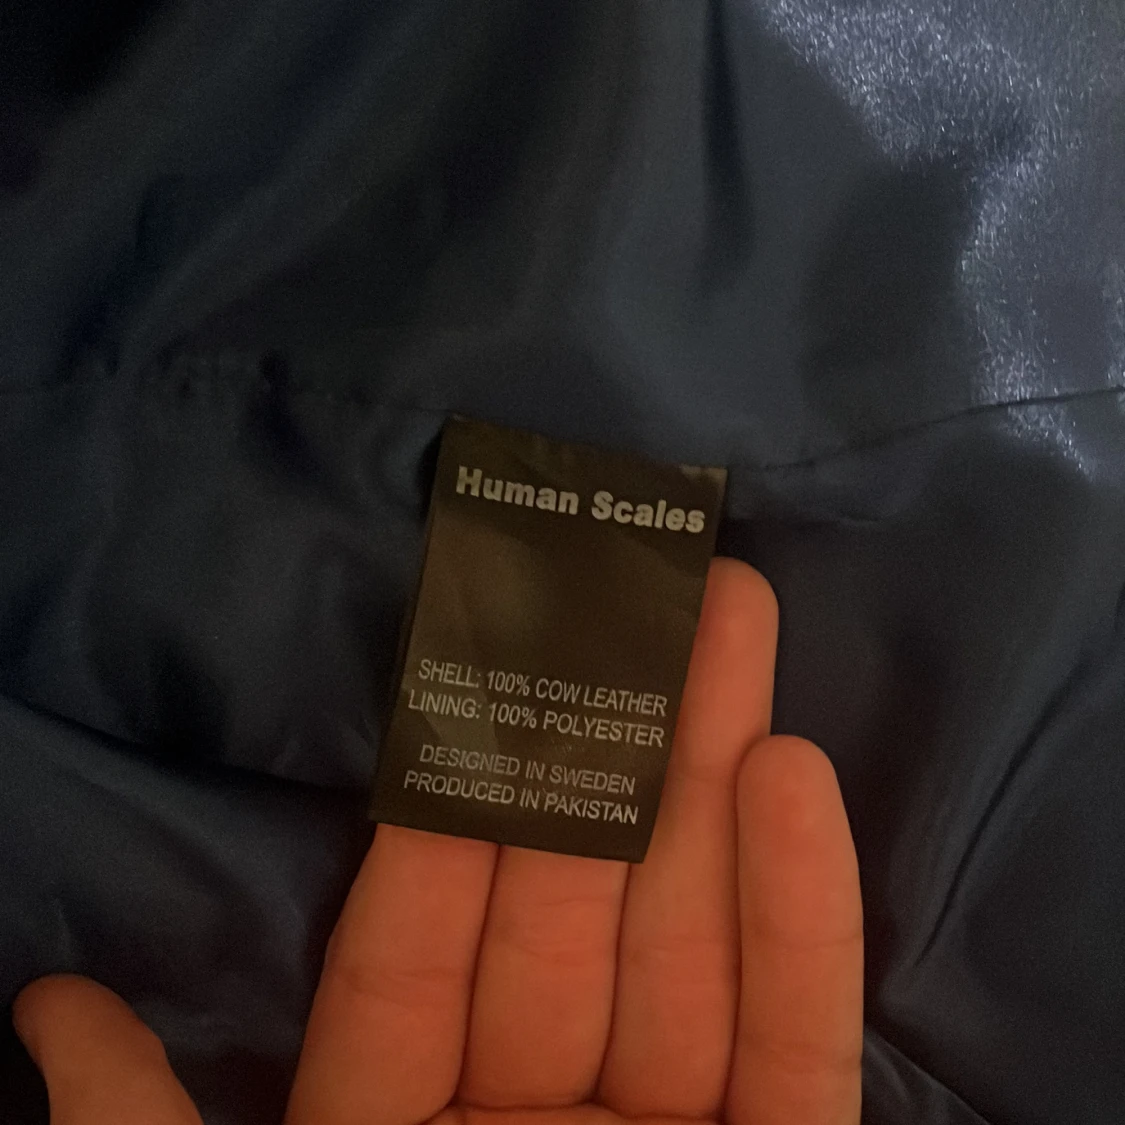 Human Scales
SHELL: 100% COW LEATHER
LINING: 100% POLYESTER
DESIGNED IN SWEDEN
PRODUCED IN PAKISTAN